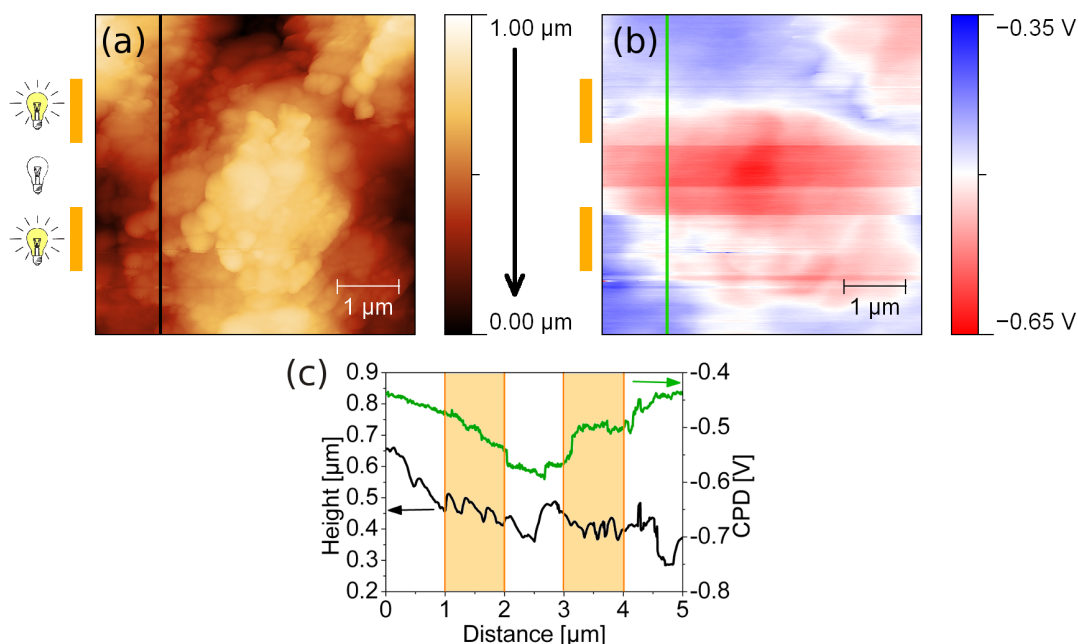 (a)
1.00 µm
0.00 µm
1 µm
(b)
−0.35 V
−0.65 V
1 µm
(c)
Height [µm]
0.9
0.8
0.7
0.6
0.5
0.4
0.3
0.2
0 1 2 3 4 5
Distance [µm]
-0.4
-0.5
-0.6
-0.7
-0.8
CPD [V]